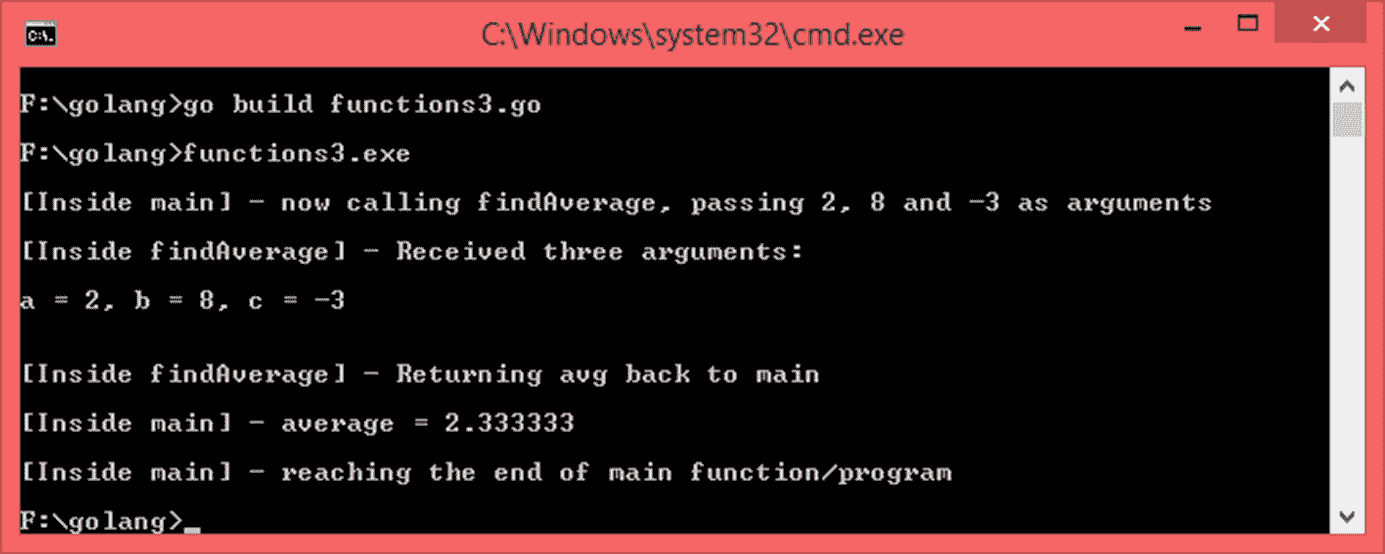 C:\Windows\system32\cmd.exe
F:\golang>go build functions3.go
F:\golang>functions3.exe
[Inside main] - now calling findAverage, passing 2, 8 and -3 as arguments
[Inside findAverage] - Received three arguments:
a = 2, b = 8, c = -3
[Inside findAverage] - Returning avg back to main
[Inside main] - average = 2.333333
[Inside main] - reaching the end of main function/program
F:\golang>_